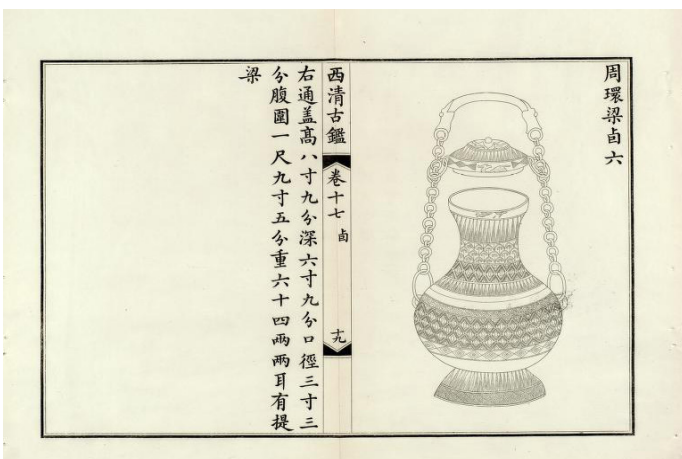 周環梁卣六
西清古鑑
卷十七
卣
十九
右通盖高八寸九分深六寸九分口徑三寸三
分腹圍一尺九寸五分重六十四兩兩耳有提
梁